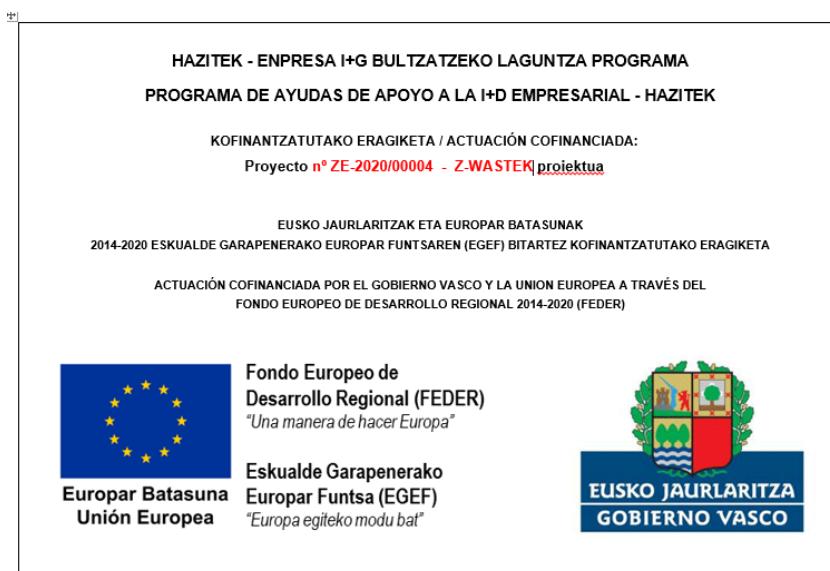 HAZITEK - ENPRESA I+G BULTZATZEKO LAGUNTZA PROGRAMA
PROGRAMA DE AYUDAS DE APOYO A LA I+D EMPRESARIAL - HAZITEK
KOFINANTZATUTAKO ERAGIKETA / ACTUACIÓN COFINANCIADA:
Proyecto nº ZE-2020/00004 - Z-WASTEK proiektua
EUSKO JAURLARITZAK ETA EUROPAR BATASUNAK
2014-2020 ESKUALDE GARAPENERAKO EUROPAR FUNTSAREN (EGEF) BITARTEZ KOFINANTZATUTAKO ERAGIKETA
ACTUACIÓN COFINANCIADA POR EL GOBIERNO VASCO Y LA UNION EUROPEA A TRAVÉS DEL
FONDO EUROPEO DE DESARROLLO REGIONAL 2014-2020 (FEDER)
Europar Batasuna
Unión Europea
Fondo Europeo de
Desarrollo Regional (FEDER)
“Una manera de hacer Europa”
Eskualde Garapenerako
Europar Funtsa (EGEF)
“Europa egiteko modu bat”
EUSKO JAURLARITZA
GOBIERNO VASCO